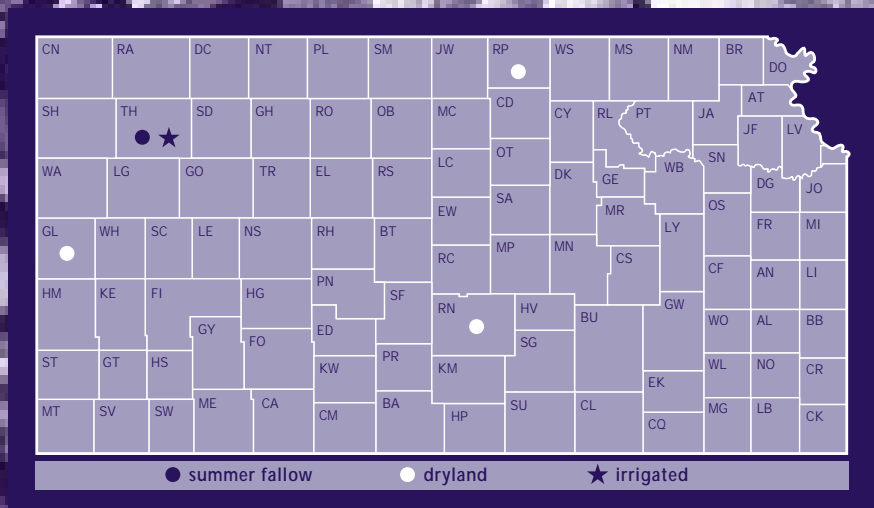 CN RA DC NT PL SM JW RP WS MS NM BR DO
SH TH SD GH RO OB MC CD CY RL PT JA AT JF LV
WA LG GO TR EL RS LC OT DK GE WB SN DG JO
GL WH SC LE NS RH BT EW SA MR LY OS FR MI
HM KE FI HG PN SF RC MP MN CS CF AN LI
GY FO ED RN HV BU GW WO AL BB
ST GT HS KW PR KM SG EK WL NO CR
MT SV SW ME CA CM BA HP SU CL CQ MG LB CK
summer fallow dryland irrigated